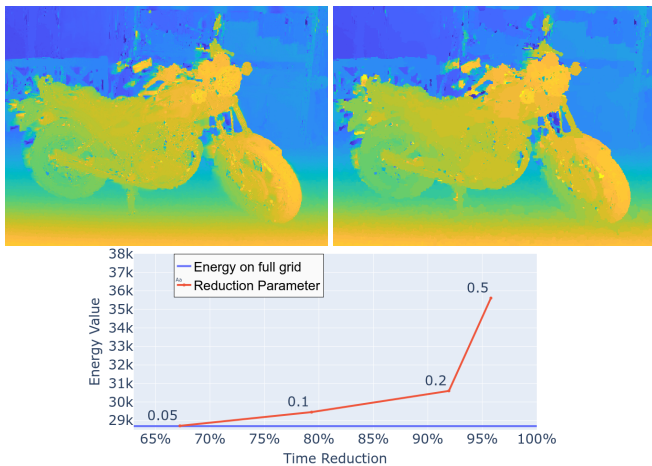 38k
37k
36k
35k
34k
33k
32k
31k
30k
29k
Energy Value
Aa
Energy on full grid
Reduction Parameter
0.05
0.1
0.2
0.5
65% 70% 75% 80% 85% 90% 95% 100%
Time Reduction